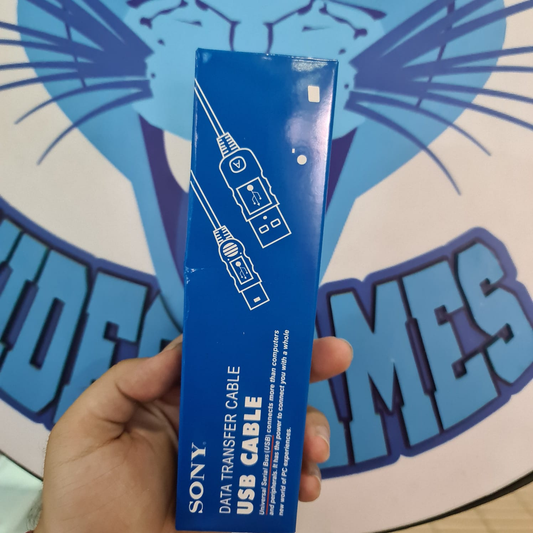 SONY
DATA TRANSFER CABLE
USB CABLE
Universal Serial Bus (USB) connects more than computers
and peripherals. It has the power to connect you with a whole
new world of PC experiences.
A
GAMES